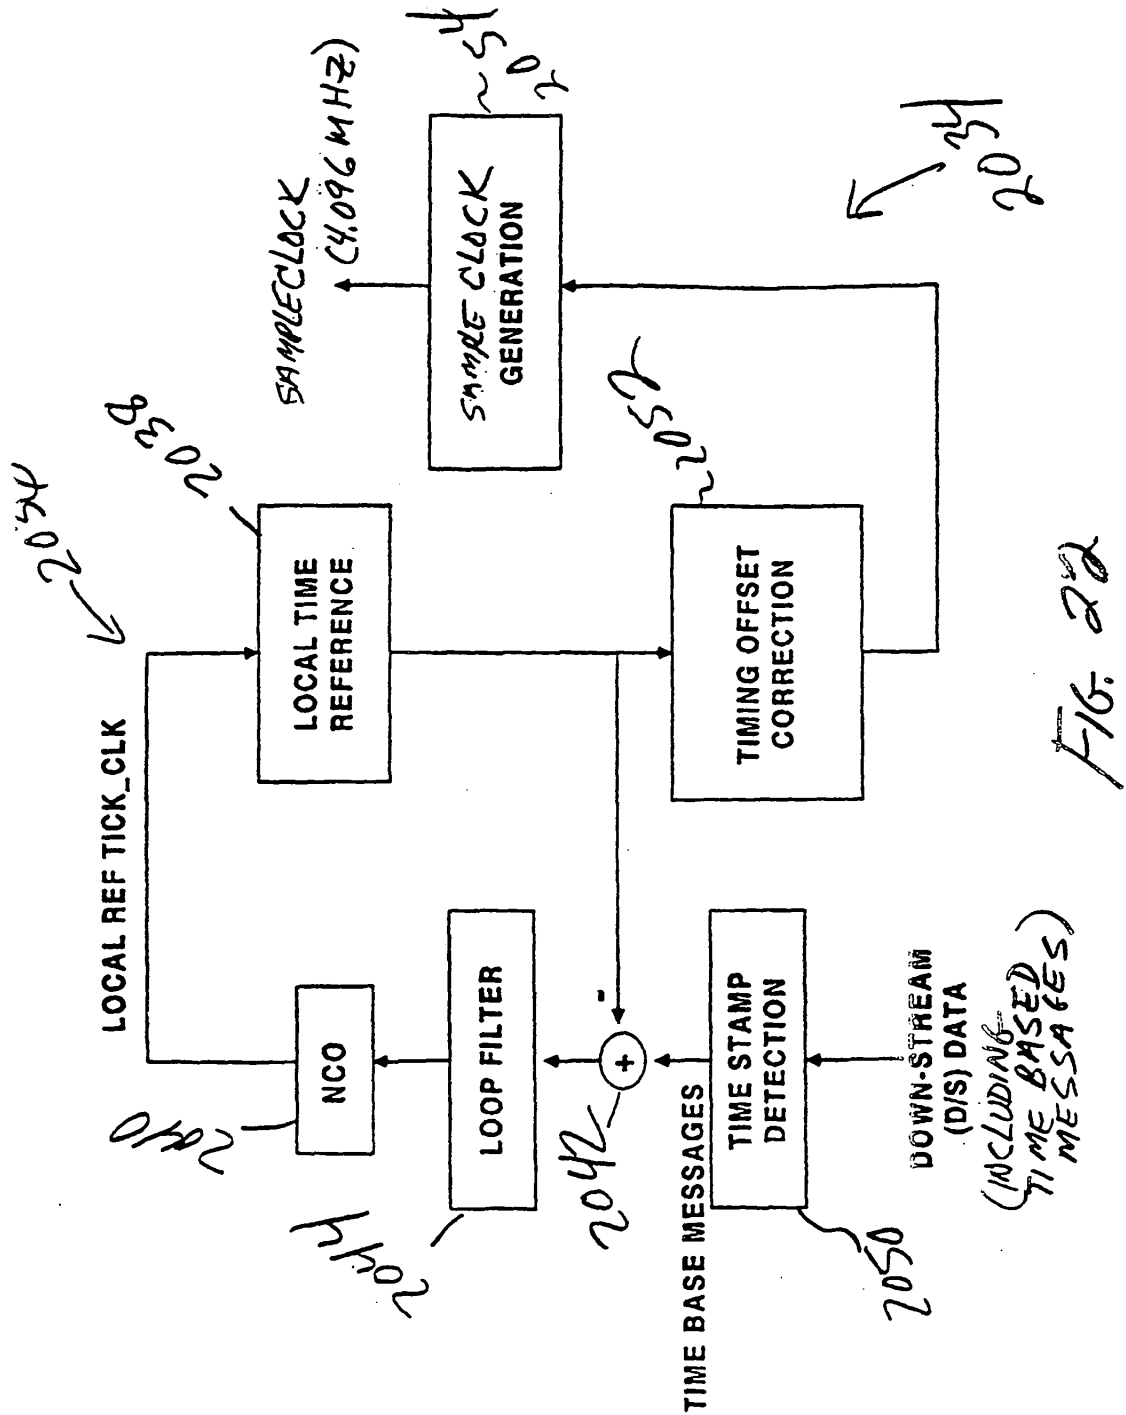 LOCAL REF TICK_CLK
2034
2040
NCO
2038
LOCAL TIME
REFERENCE
SAMPLECLOCK
(4.096 MHZ)
2044
LOOP FILTER
SAMPLE CLOCK
GENERATION
2054
2042
+
-
TIME BASE MESSAGES
TIME STAMP
DETECTION
2050
TIMING OFFSET
CORRECTION
2052
DOWN-STREAM
(D/S) DATA
(INCLUDING
TIME BASED
MESSAGES)
2034
FIG. 22